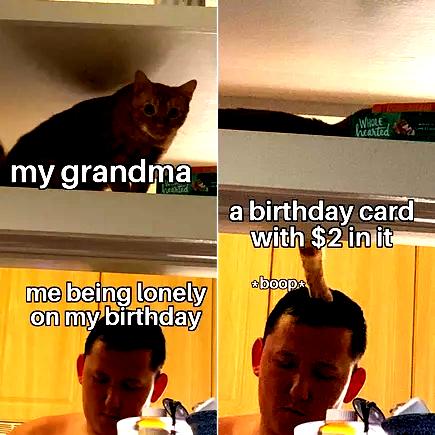 my grandma
me being lonely
on my birthday
WHOLE
hearted
a birthday card
with $2 in it
*boop*